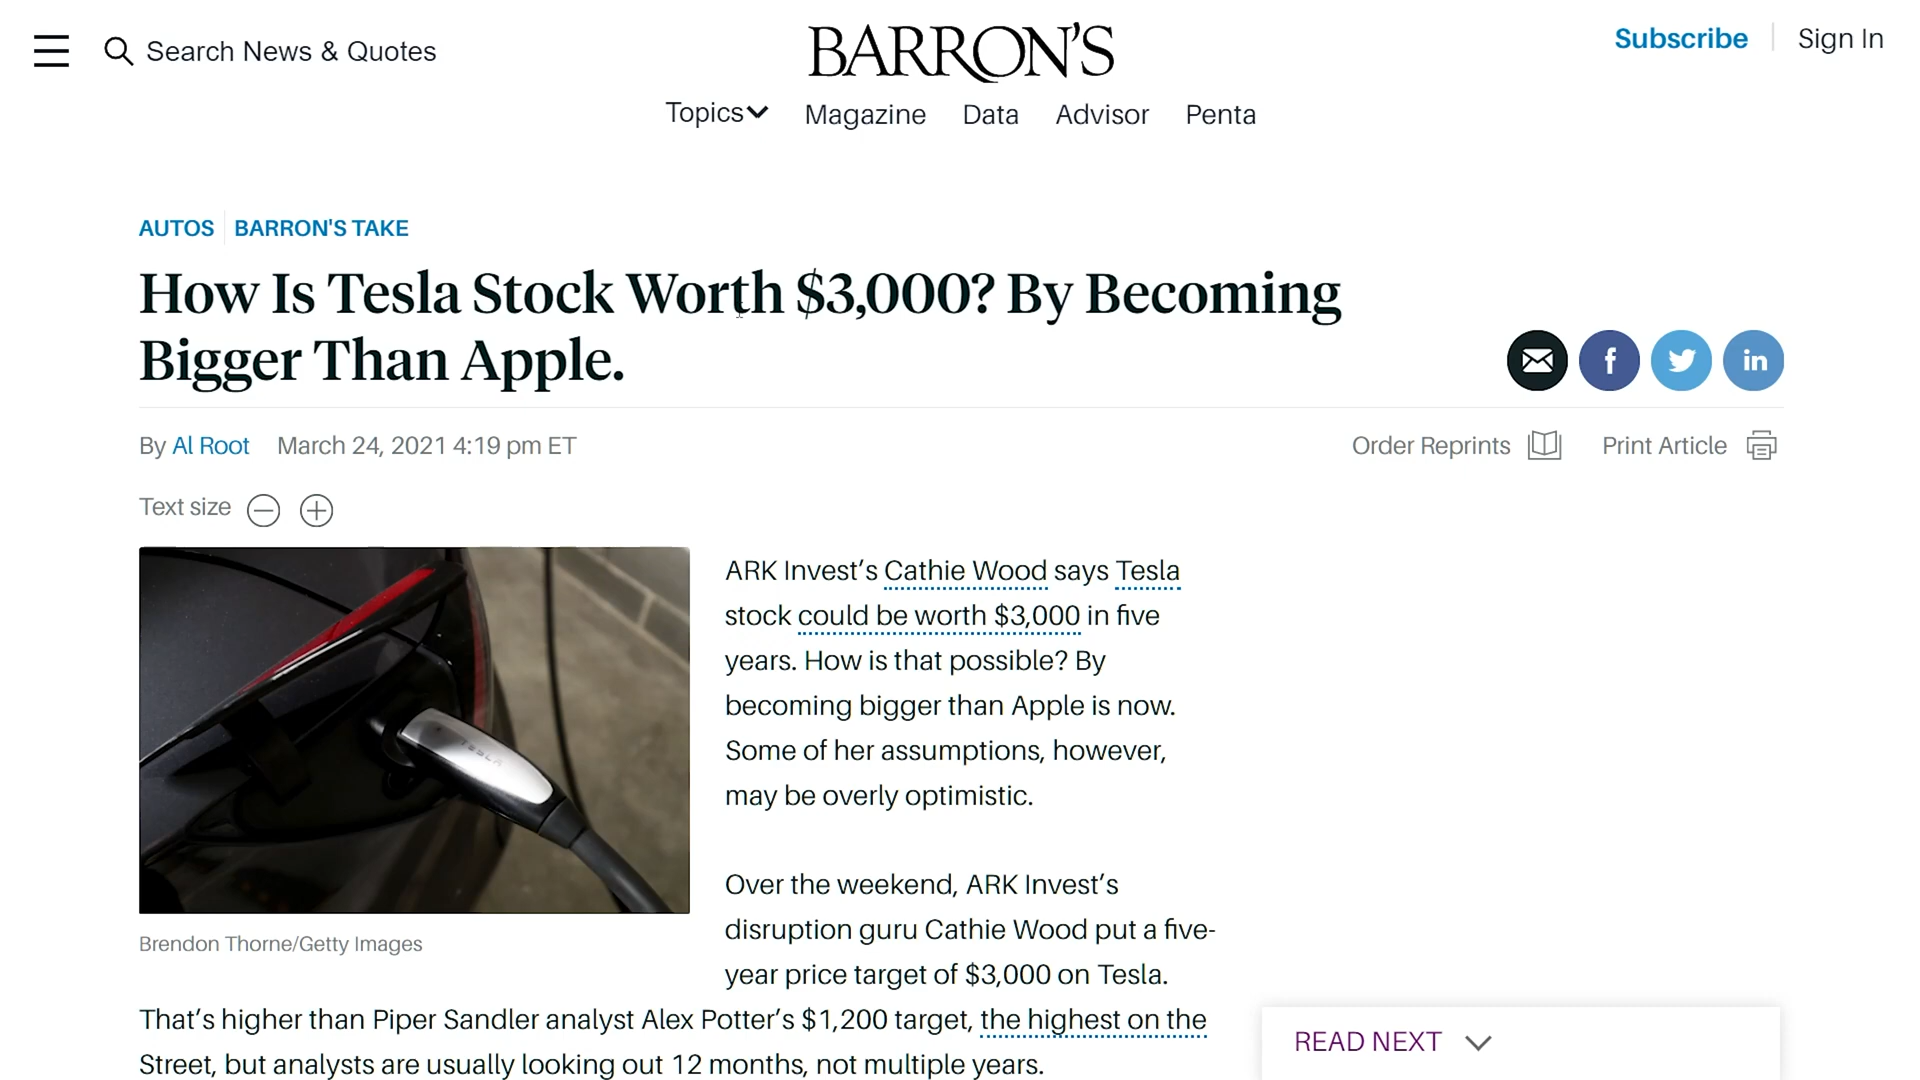 Search News & Quotes
BARRON'S
Subscribe
Sign In
Topics
Magazine
Data
Advisor
Penta
AUTOS
BARRON'S TAKE
How Is Tesla Stock Worth $3,000? By Becoming
Bigger Than Apple.
By Al Root
March 24, 2021 4:19 pm ET
Order Reprints
Print Article
Text size
TESLA
ARK Invest’s Cathie Wood says Tesla
stock could be worth $3,000 in five
years. How is that possible? By
becoming bigger than Apple is now.
Some of her assumptions, however,
may be overly optimistic.
Over the weekend, ARK Invest’s
disruption guru Cathie Wood put a five-
year price target of $3,000 on Tesla.
Brendon Thorne/Getty Images
That’s higher than Piper Sandler analyst Alex Potter’s $1,200 target, the highest on the
Street, but analysts are usually looking out 12 months, not multiple years.
READ NEXT